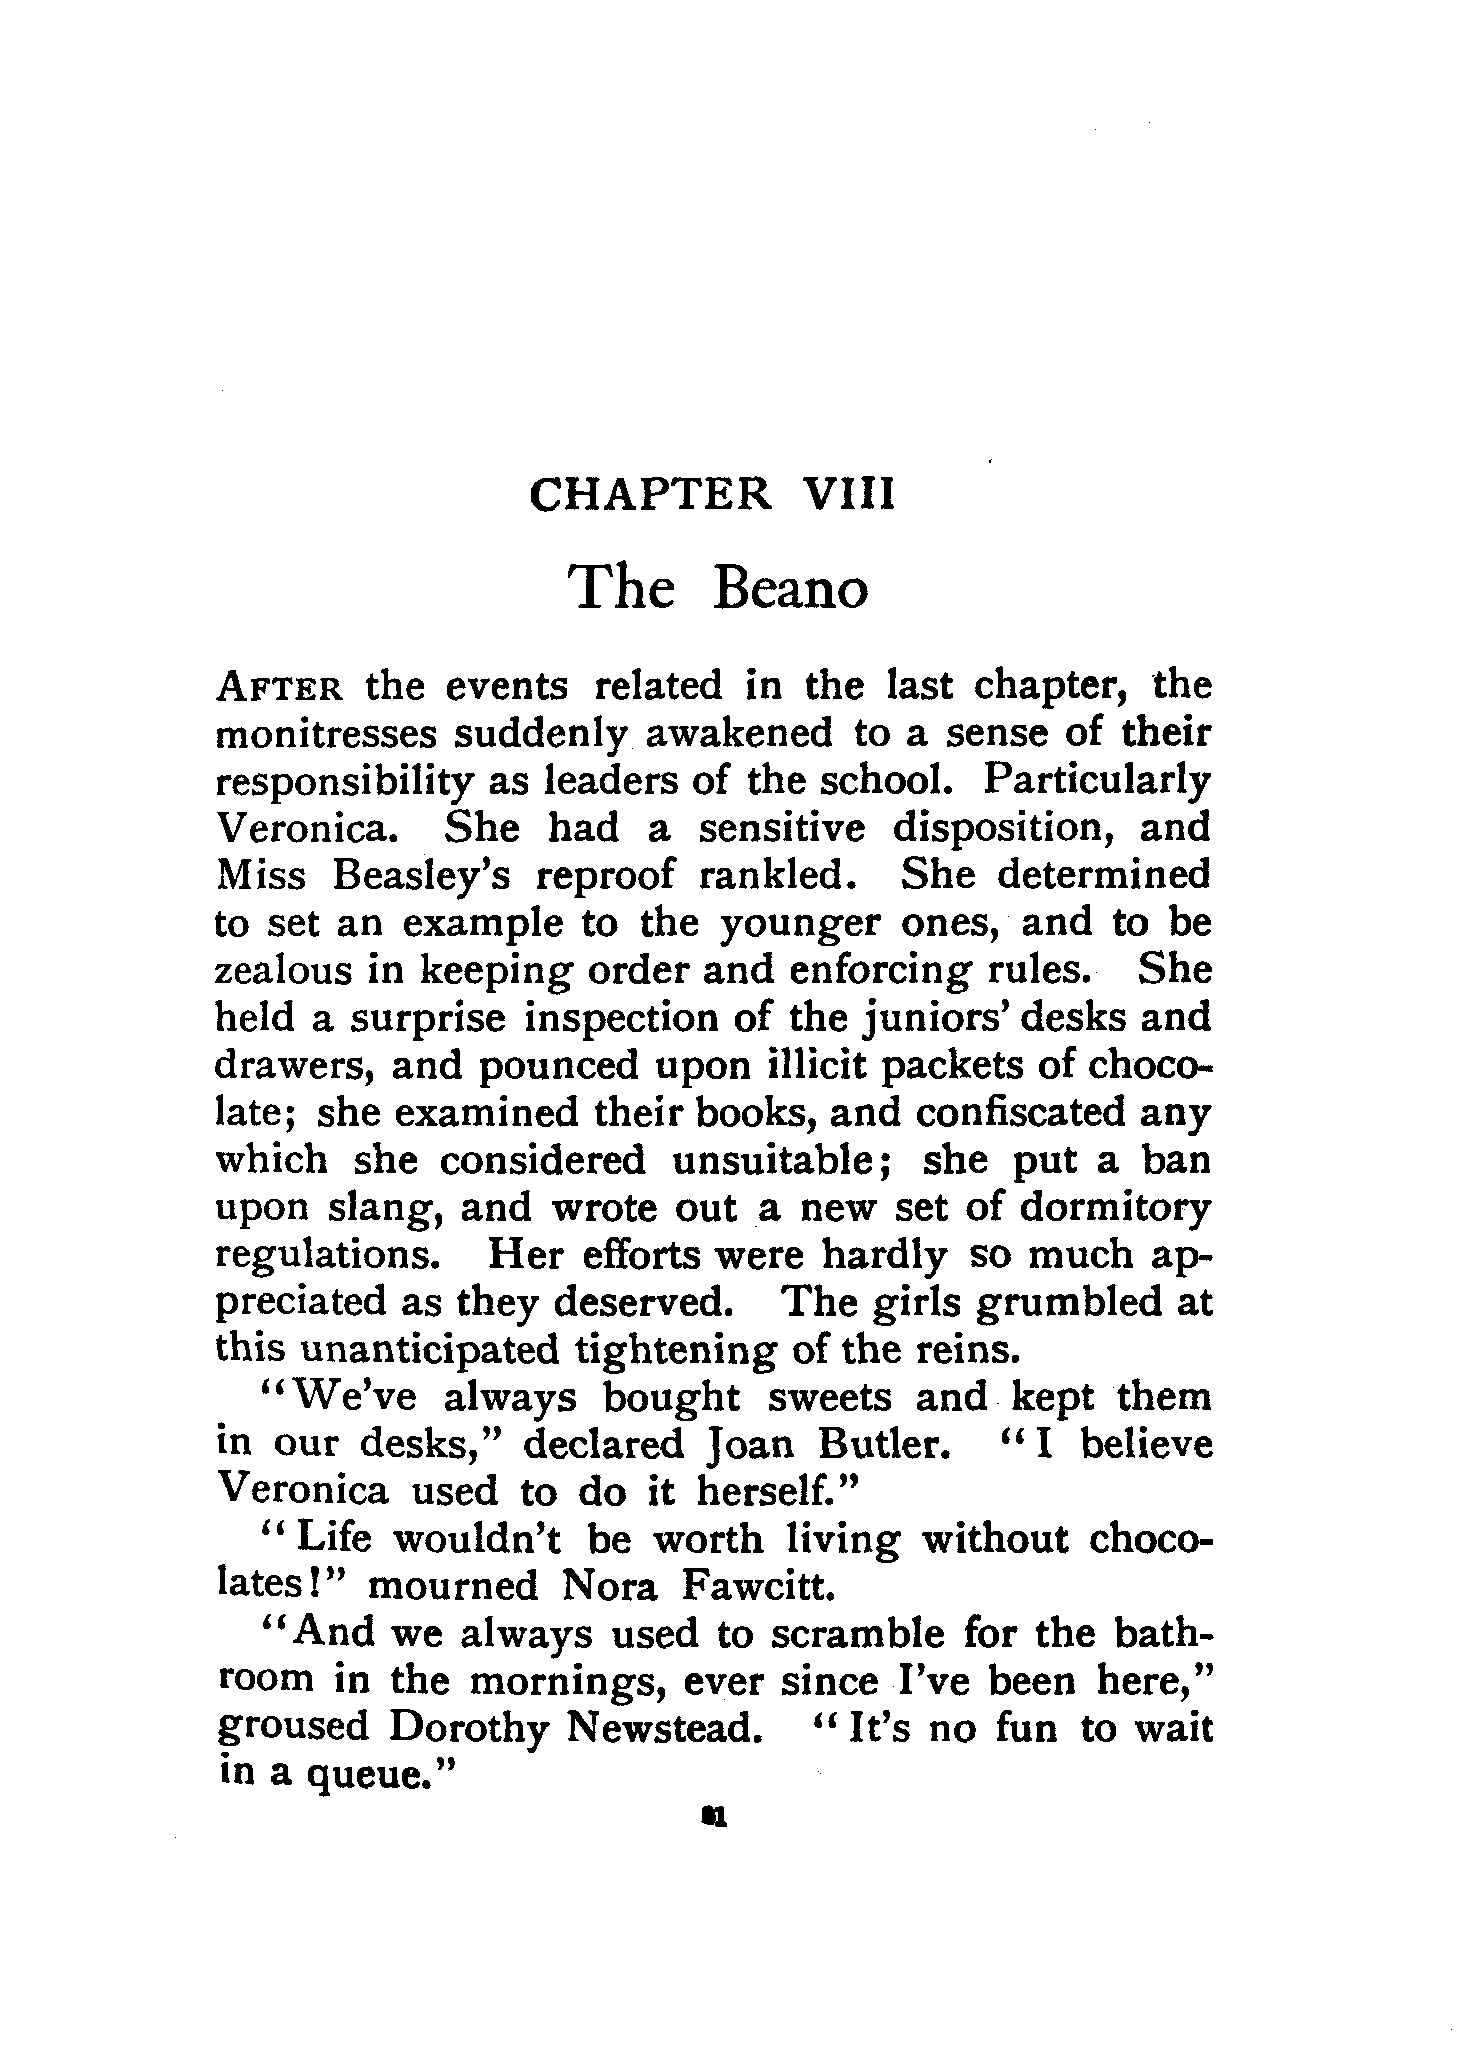 CHAPTER VIII
The Beano
AFTER the events related in the last chapter, the
monitresses suddenly awakened to a sense of their
responsibility as leaders of the school. Particularly
Veronica. She had a sensitive disposition, and
Miss Beasley's reproof rankled. She determined
to set an example to the younger ones, and to be
zealous in keeping order and enforcing rules. She
held a surprise inspection of the juniors' desks and
drawers, and pounced upon illicit packets of choco-
late; she examined their books, and confiscated any
which she considered unsuitable; she put a ban
upon slang, and wrote out a new set of dormitory
regulations. Her efforts were hardly so much ap-
preciated as they deserved. The girls grumbled at
this unanticipated tightening of the reins.
"We've always bought sweets and kept them
in our desks," declared Joan Butler. "I believe
Veronica used to do it herself."
"Life wouldn't be worth living without choco-
lates!" mourned Nora Fawcitt.
"And we always used to scramble for the bath-
room in the mornings, ever since I've been here,"
groused Dorothy Newstead. "It's no fun to wait
in a queue."